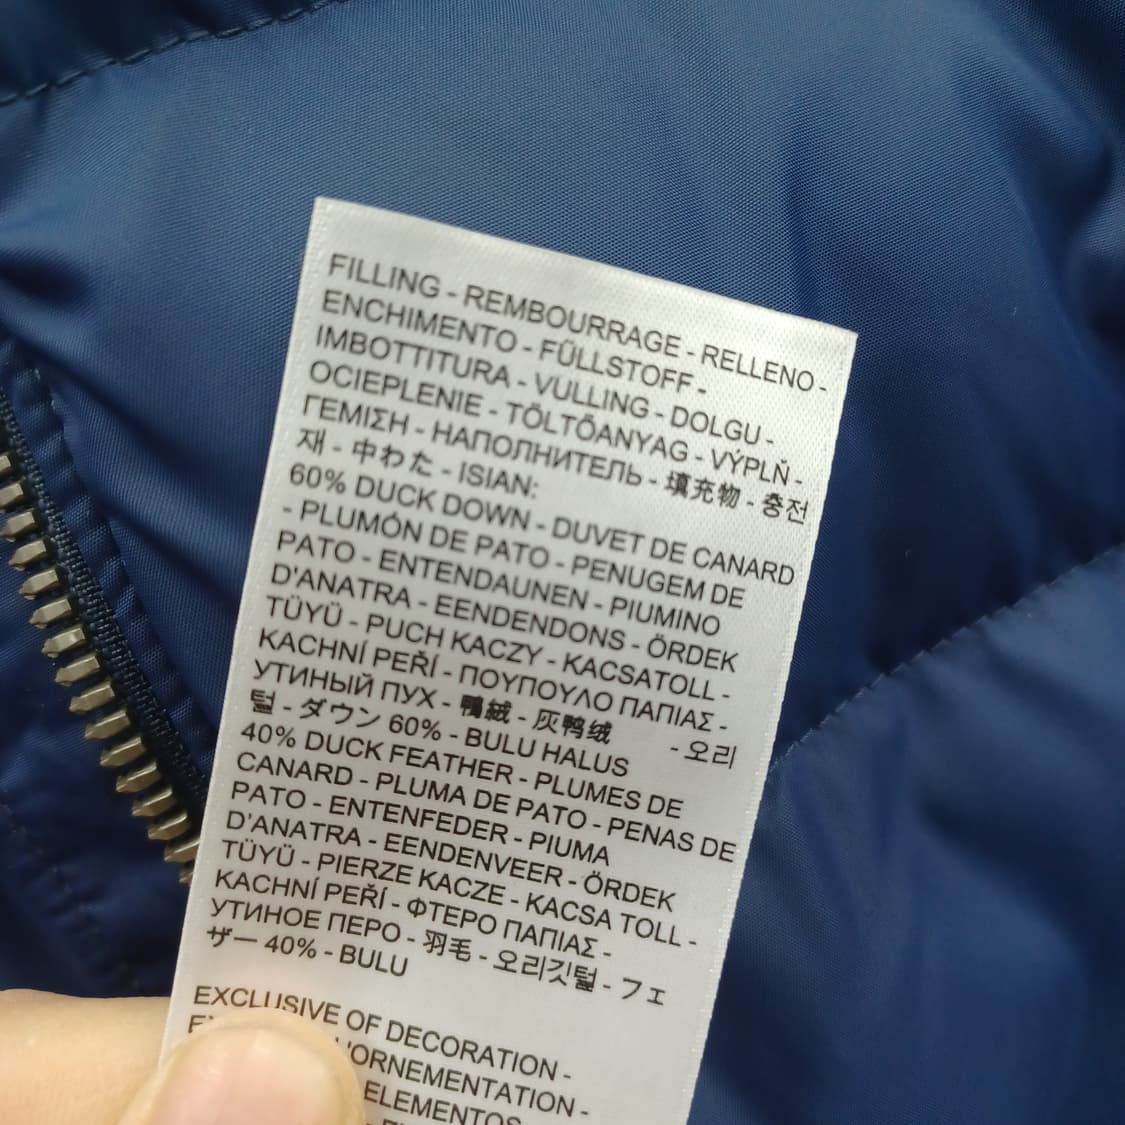 FILLING - REMBOURRAGE - RELLENO -
ENCHIMENTO - FÜLLSTOFF -
IMBOTTITURA - VULLING - DOLGU -
OCIEPLENIE - TÖLTÖANYAG - VÝPLŇ -
ΓΕΜΙΣΗ - НАПОЛНИТЕЛЬ - 填充物 - 충전
재 - 中わた - ISIAN:
60% DUCK DOWN - DUVET DE CANARD
- PLUMÓN DE PATO - PENUGEM DE
PATO - ENTENDAUNEN - PIUMINO
D'ANATRA - EENDENDONS - ÖRDEK
TÜYÜ - PUCH KACZY - KACSATOLL -
KACHNÍ PEŘÍ - ΠΟΥΠΟΥΛΟ ΠΑΠΙΑΣ -
УТИНЫЙ ПУХ - 鴨絨 - 灰鸭绒 - 오리
털 - ダウン 60% - BULU HALUS
40% DUCK FEATHER - PLUMES DE
CANARD - PLUMA DE PATO - PENAS DE
PATO - ENTENFEDER - PIUMA
D'ANATRA - EENDENVEER - ÖRDEK
TÜYÜ - PIERZE KACZE - KACSA TOLL -
KACHNÍ PEŘÍ - ΦΤΕΡΟ ΠΑΠΙΑΣ -
УТИНОЕ ПЕРО - 羽毛 - 오리깃털 - フェ
ザー 40% - BULU
EXCLUSIVE OF DECORATION -
L'ORNEMENTATION -
ELEMENTOS